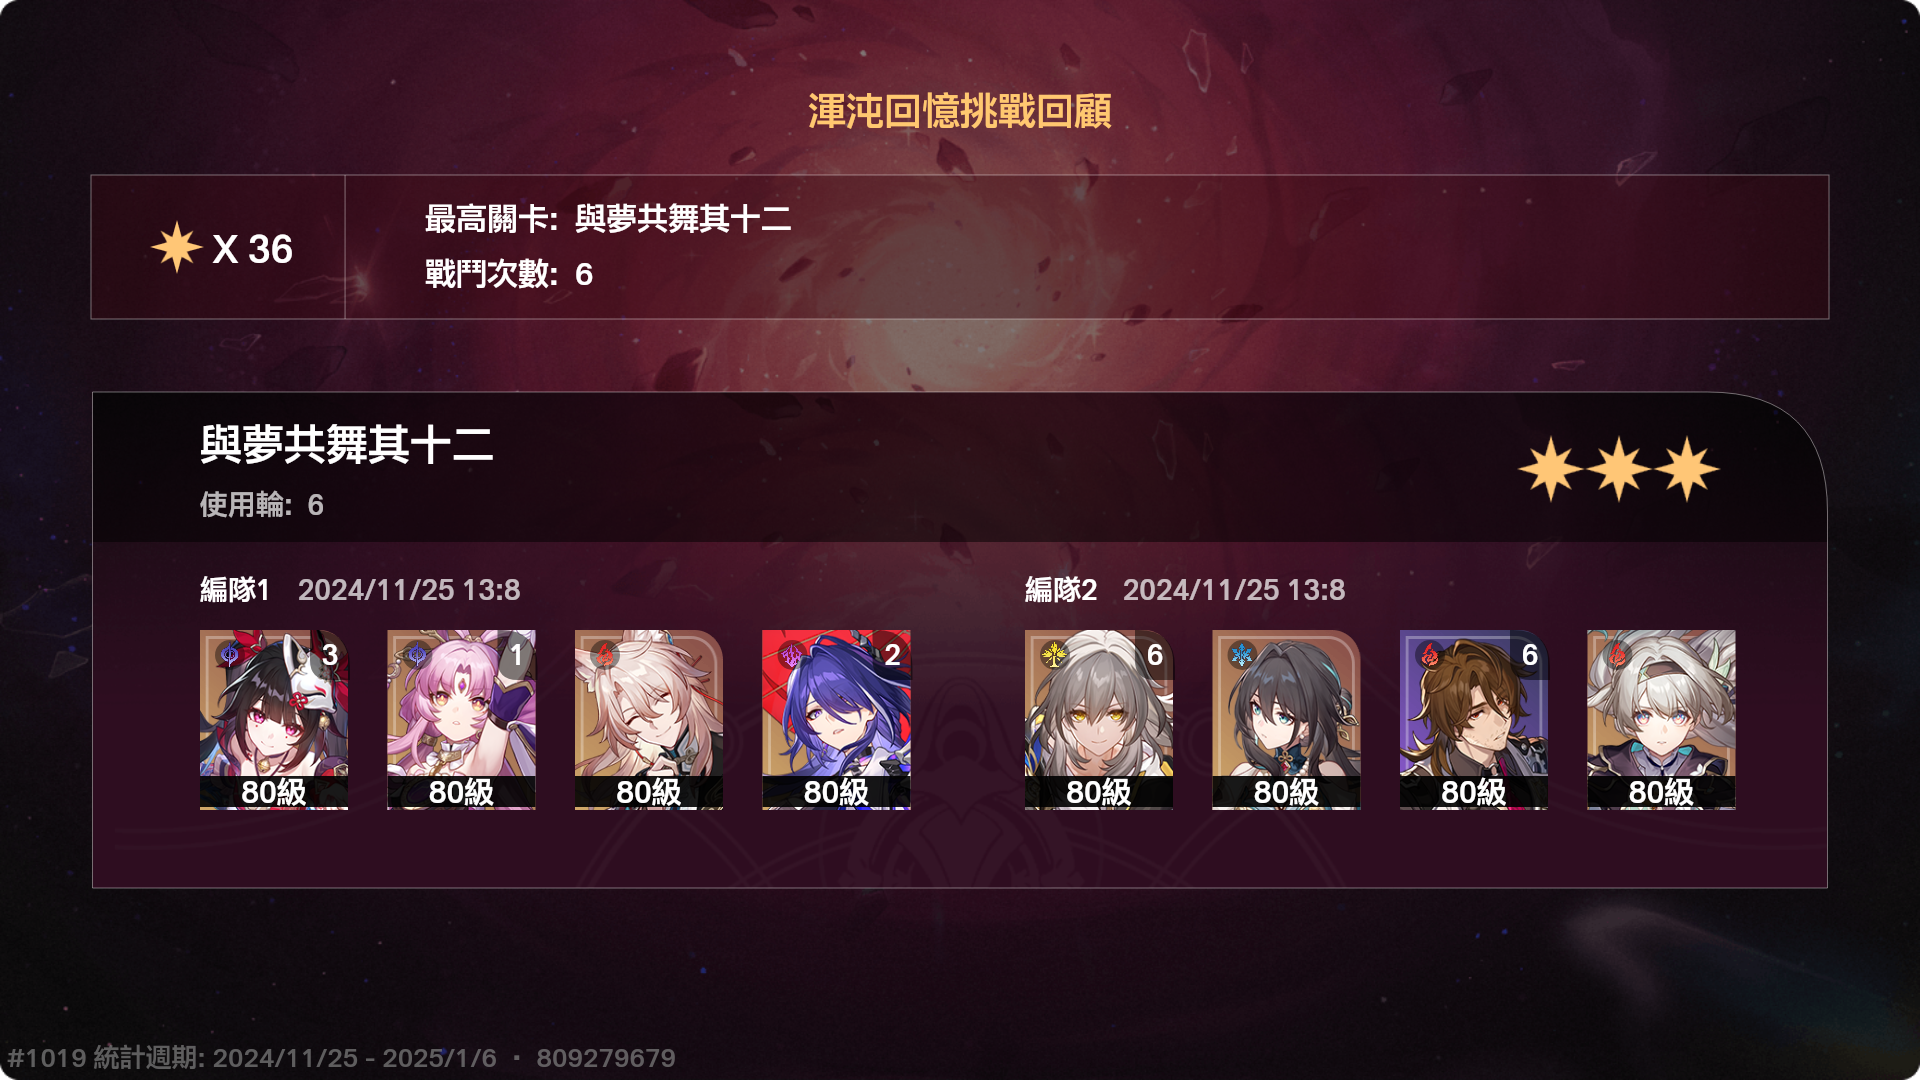 渾沌回憶挑戰回顧
X 36
最高關卡: 與夢共舞其十二
戰鬥次數: 6
與夢共舞其十二
使用輪: 6
編隊1 2024/11/25 13:8
編隊2 2024/11/25 13:8
3
1
2
6
6
80級
80級
80級
80級
80級
80級
80級
80級
#1019 統計週期: 2024/11/25 - 2025/1/6 · 809279679